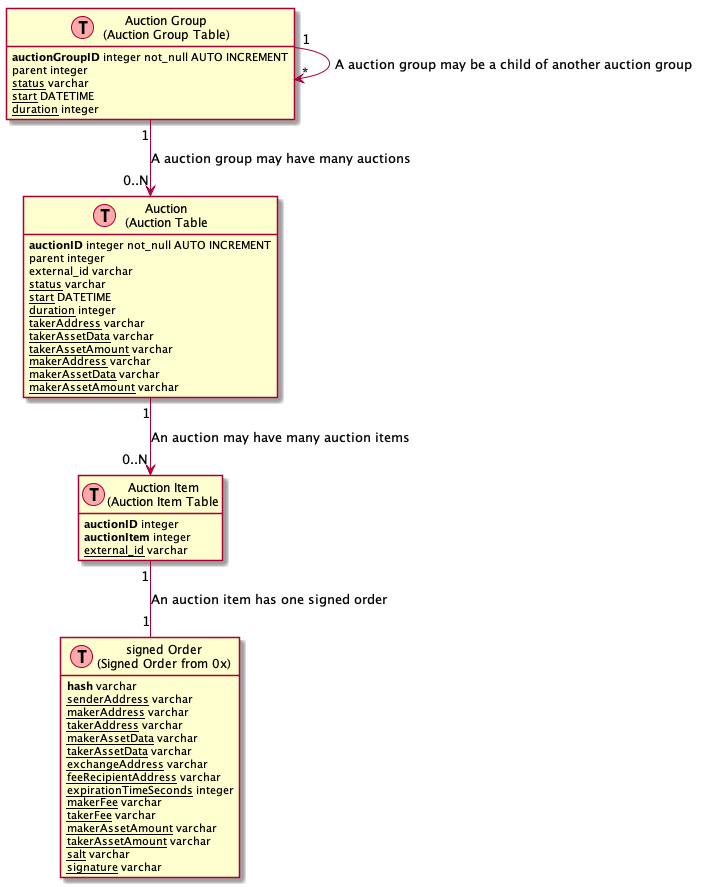 T
Auction Group
(Auction Group Table)
auctionGroupID integer not_null AUTO INCREMENT
parent integer
status varchar
start DATETIME
duration integer
1
*
A auction group may be a child of another auction group
1
A auction group may have many auctions
0..N
T
Auction
(Auction Table
auctionID integer not_null AUTO INCREMENT
parent integer
external_id varchar
status varchar
start DATETIME
duration integer
takerAddress varchar
takerAssetData varchar
takerAssetAmount varchar
makerAddress varchar
makerAssetData varchar
makerAssetAmount varchar
1
An auction may have many auction items
0..N
T
Auction Item
(Auction Item Table
auctionID integer
auctionItem integer
external_id varchar
1
An auction item has one signed order
1
T
signed Order
(Signed Order from 0x)
hash varchar
senderAddress varchar
makerAddress varchar
takerAddress varchar
makerAssetData varchar
takerAssetData varchar
exchangeAddress varchar
feeRecipientAddress varchar
expirationTimeSeconds integer
makerFee varchar
takerFee varchar
makerAssetAmount varchar
takerAssetAmount varchar
salt varchar
signature varchar